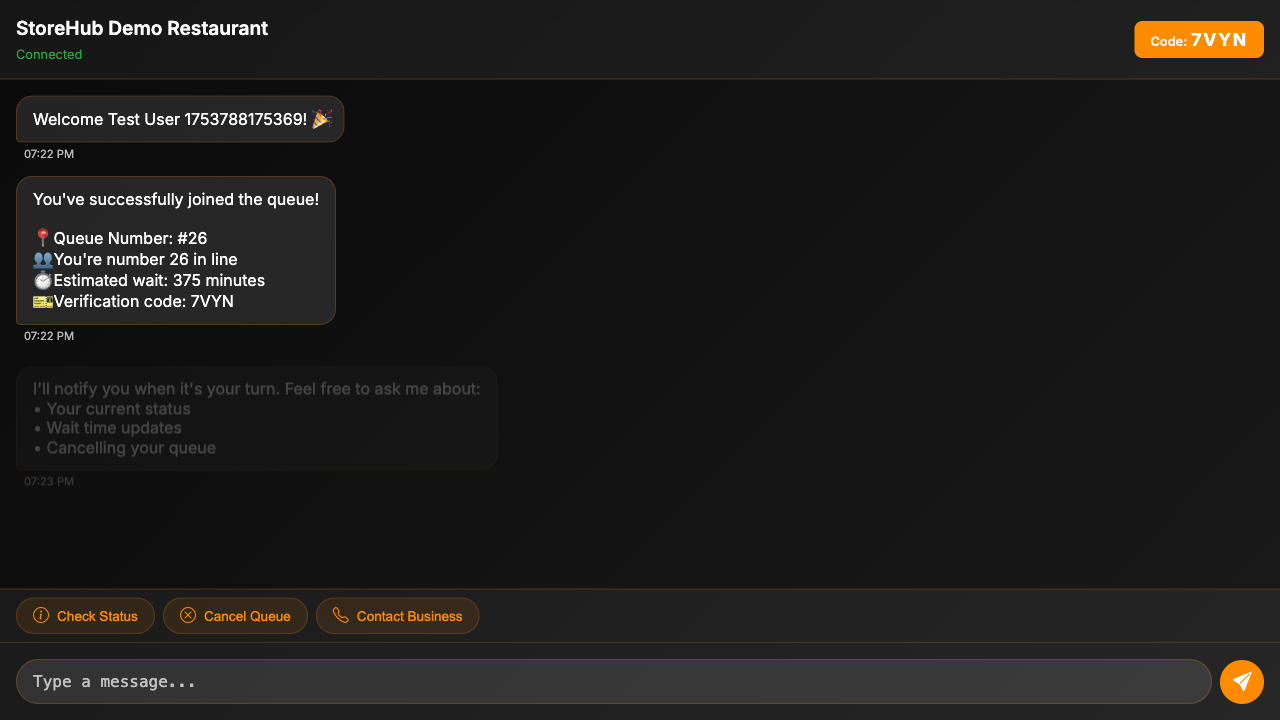 StoreHub Demo Restaurant
Connected
Code: 7VYN
Welcome Test User 1753788175369! 🎉
07:22 PM
You've successfully joined the queue!
📍Queue Number: #26
👥You're number 26 in line
⏱️Estimated wait: 375 minutes
🎫Verification code: 7VYN
07:22 PM
I'll notify you when it's your turn. Feel free to ask me about:
• Your current status
• Wait time updates
• Cancelling your queue
07:23 PM
Check Status
Cancel Queue
Contact Business
Type a message...